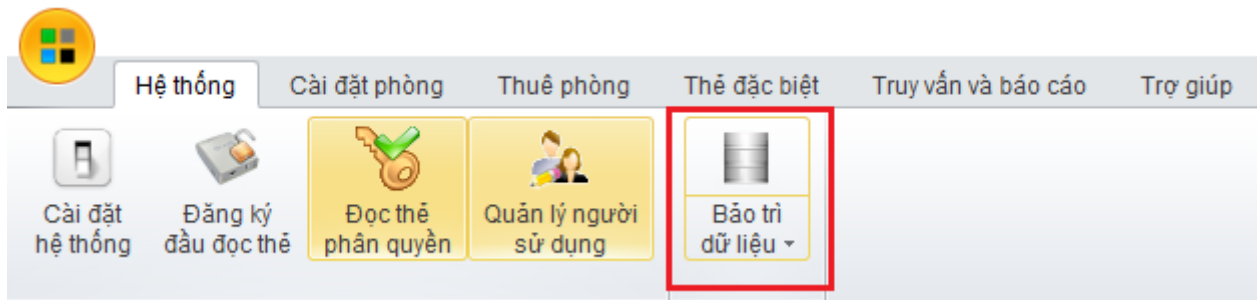 Hệ thống Cài đặt phòng Thuê phòng Thẻ đặc biệt Truy vấn và báo cáo Trợ giúp
Cài đặt
hệ thống
Đăng ký
đầu đọc thẻ
Đọc thẻ
phân quyền
Quản lý người
sử dụng
Bảo trì
dữ liệu